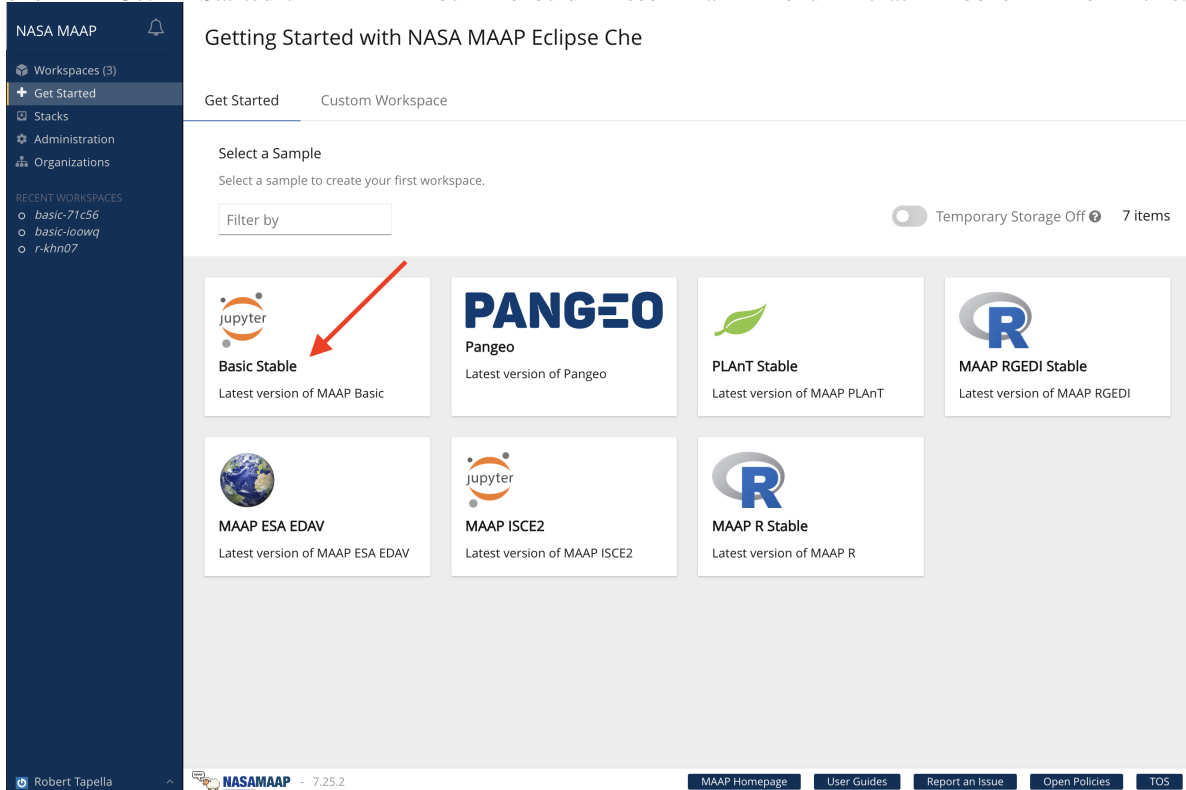 NASA MAAP
Workspaces (3)
Get Started
Stacks
Administration
Organizations
RECENT WORKSPACES
basic-71c56
basic-ioowq
r-khn07
Robert Tapella
Getting Started with NASA MAAP Eclipse Che
Get Started
Custom Workspace
Select a Sample
Select a sample to create your first workspace.
Filter by
Temporary Storage Off
7 items
jupyter
Basic Stable
Latest version of MAAP Basic
PANGEO
Pangeo
Latest version of Pangeo
PLAnT Stable
Latest version of MAAP PLAnT
R
MAAP RGEDI Stable
Latest version of MAAP RGEDI
MAAP ESA EDAV
Latest version of MAAP ESA EDAV
jupyter
MAAP ISCE2
Latest version of MAAP ISCE2
R
MAAP R Stable
Latest version of MAAP R
NASAMAAP - 7.25.2
MAAP Homepage
User Guides
Report an Issue
Open Policies
TOS